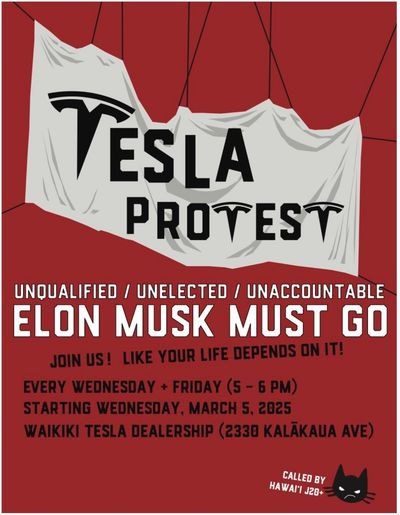 TESLA
PROTEST
UNQUALIFIED / UNELECTED / UNACCOUNTABLE
ELON MUSK MUST GO
JOIN US! LIKE YOUR LIFE DEPENDS ON IT!
EVERY WEDNESDAY + FRIDAY (5 - 6 PM)
STARTING WEDNESDAY, MARCH 5, 2025
WAIKIKI TESLA DEALERSHIP (2330 KALĀKAUA AVE)
CALLED BY
HAWAI'I J20+